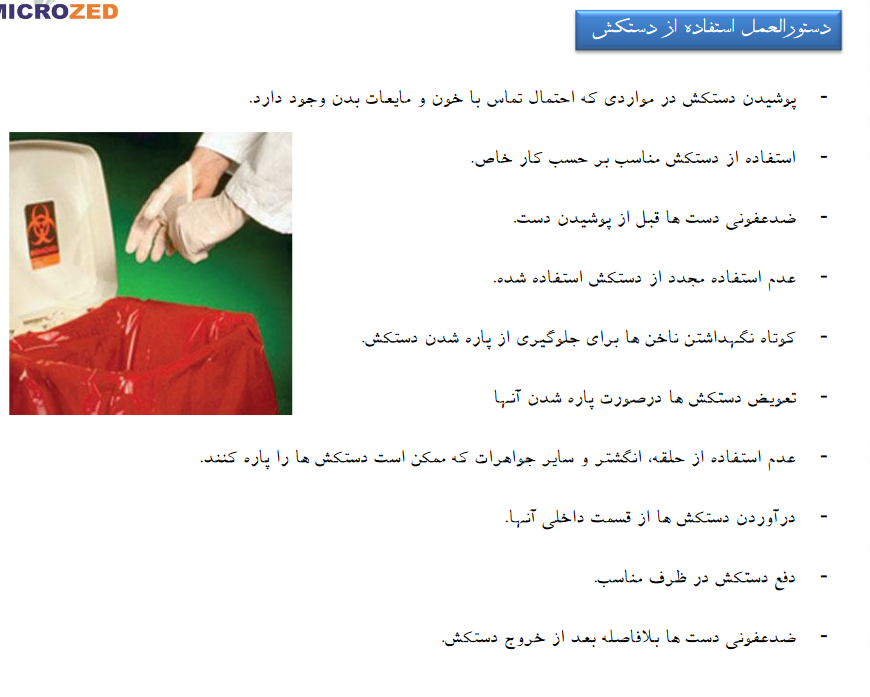 MICROZED
دستورالعمل استفاده از دستکش
- پوشیدن دستکش در مواردی که احتمال تماس با خون و مایعات بدن وجود دارد.
- استفاده از دستکش مناسب بر حسب کار خاص.
- ضدعفونی دست ها قبل از پوشیدن دست.
- عدم استفاده مجدد از دستکش استفاده شده.
- کوتاه نگهداشتن ناخن ها برای جلوگیری از پاره شدن دستکش.
- تعویض دستکش ها درصورت پاره شدن آنها
- عدم استفاده از حلقه، انگشتر و سایر جواهرات که ممکن است دستکش ها را پاره کنند.
- درآوردن دستکش ها از قسمت داخلی آنها.
- دفع دستکش در ظرف مناسب.
- ضدعفونی دست ها بلافاصله بعد از خروج دستکش.